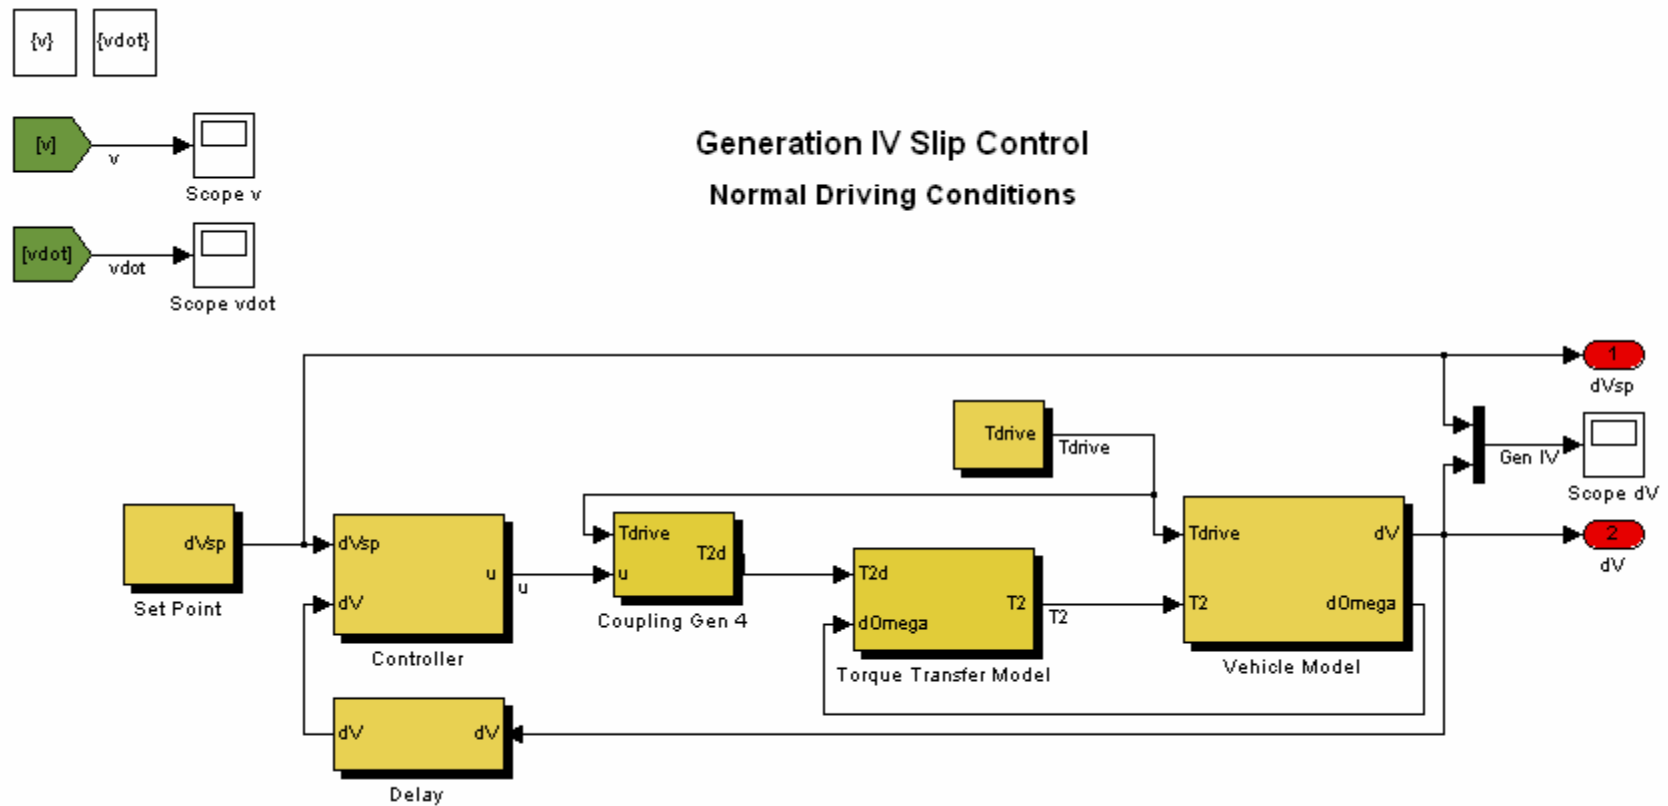 {v}
{vdot}
[v]
v
Scope v
Generation IV Slip Control
Normal Driving Conditions
[vdot]
vdot
Scope vdot
1
dVsp
Tdrive
Tdrive
Gen IV
Scope dV
2
dV
dVsp
Set Point
dVsp
dV
u
Controller
u
Tdrive
u
T2d
Coupling Gen 4
T2d
dOmega
T2
Torque Transfer Model
T2
Tdrive
T2
dV
dOmega
Vehicle Model
dV
dV
Delay